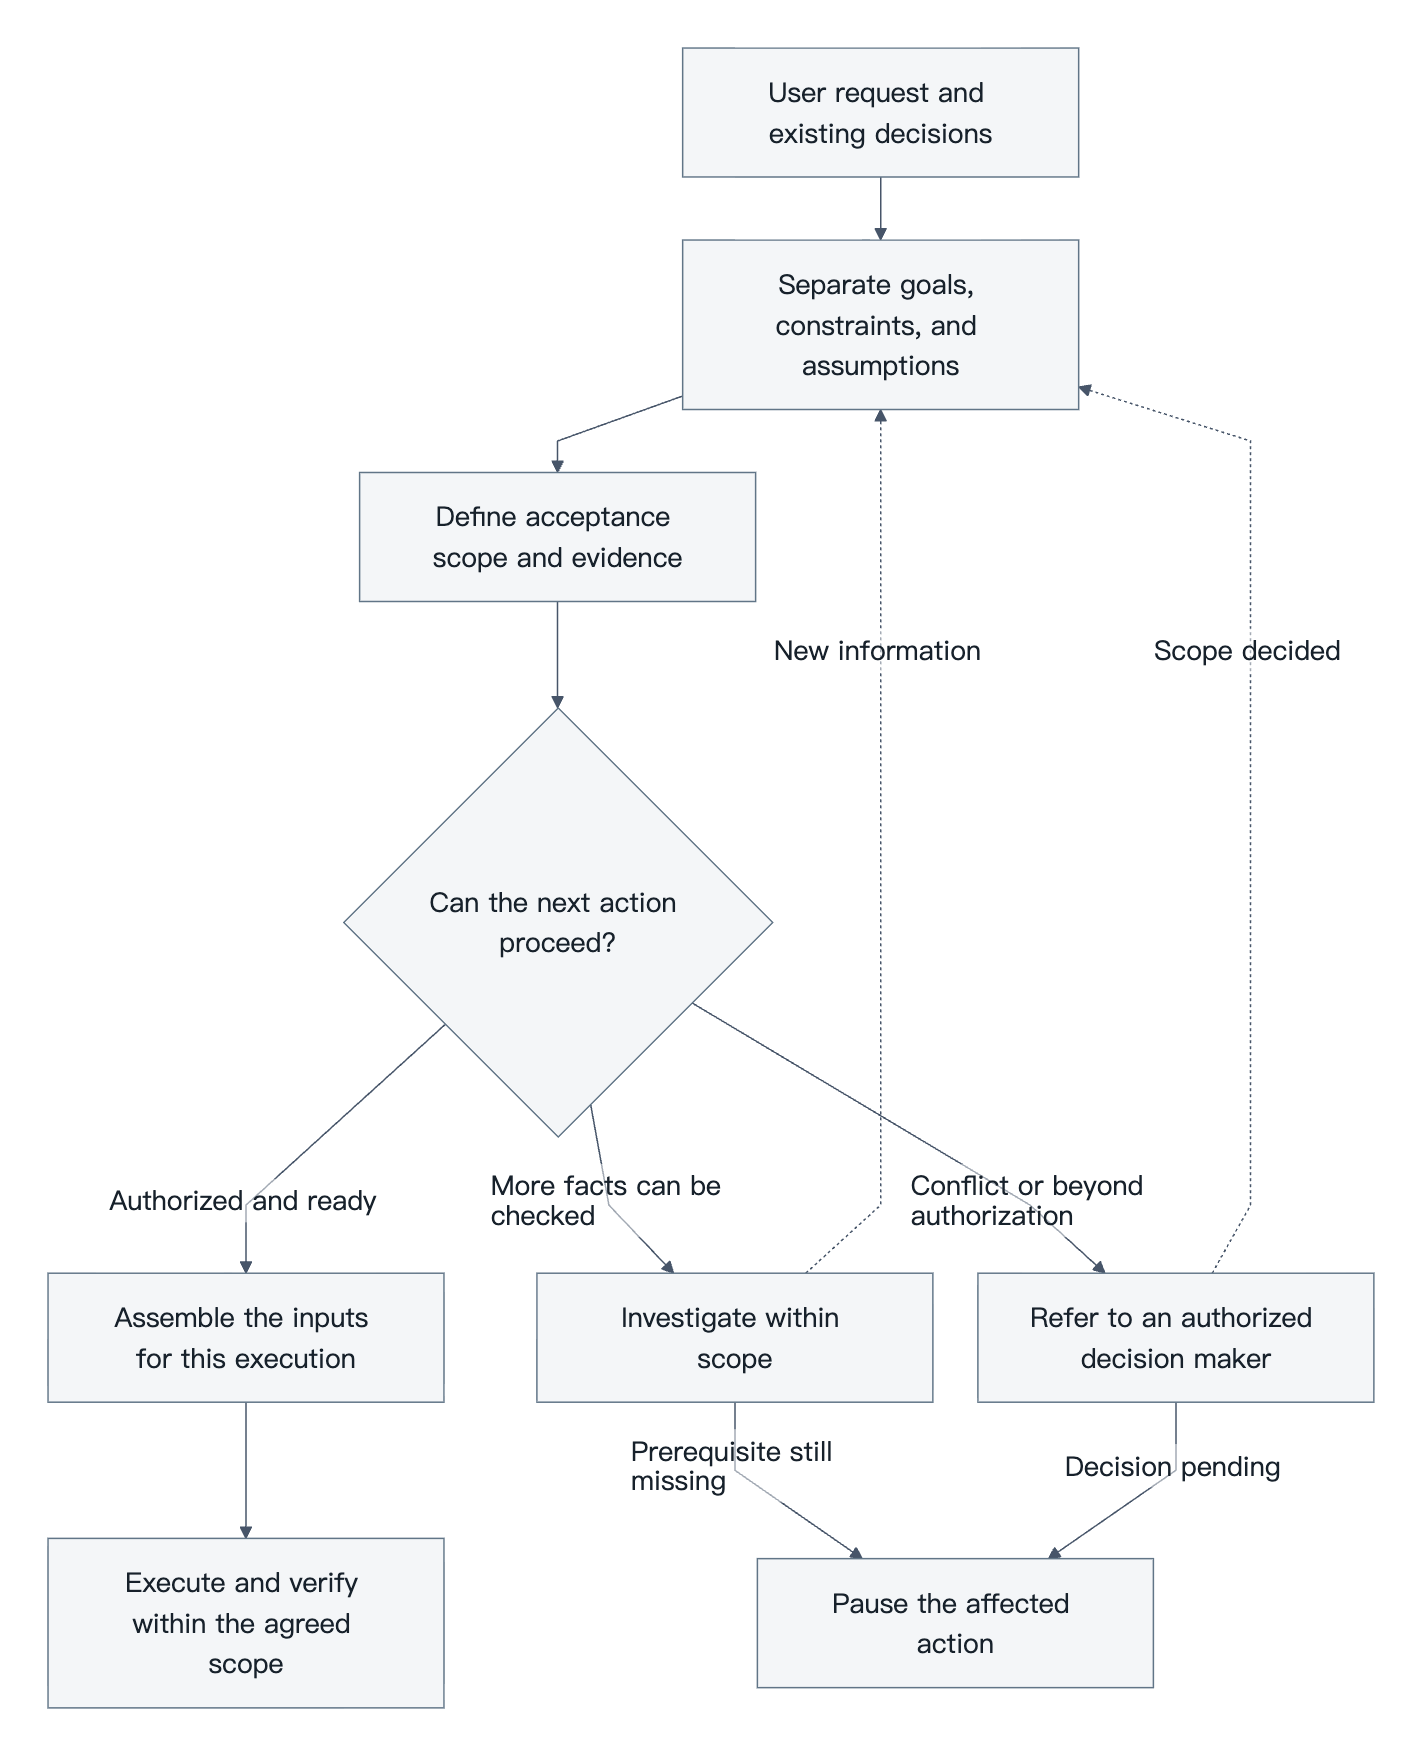 User request and
existing decisions
Separate goals,
constraints, and
assumptions
Define acceptance
scope and evidence
New information
Scope decided
Can the next action
proceed?
Authorized and ready
More facts can be
checked
Conflict or beyond
authorization
Assemble the inputs
for this execution
Investigate within
scope
Refer to an authorized
decision maker
Prerequisite still
missing
Decision pending
Execute and verify
within the agreed
scope
Pause the affected
action